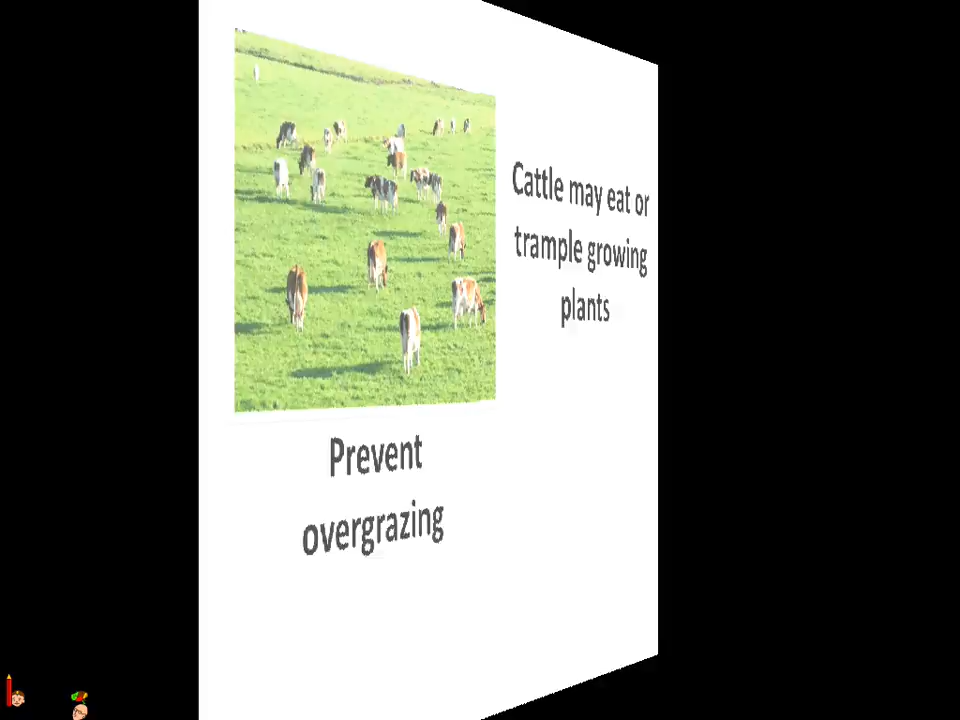 Cattle may eat or
trample growing
plants
Prevent
overgrazing